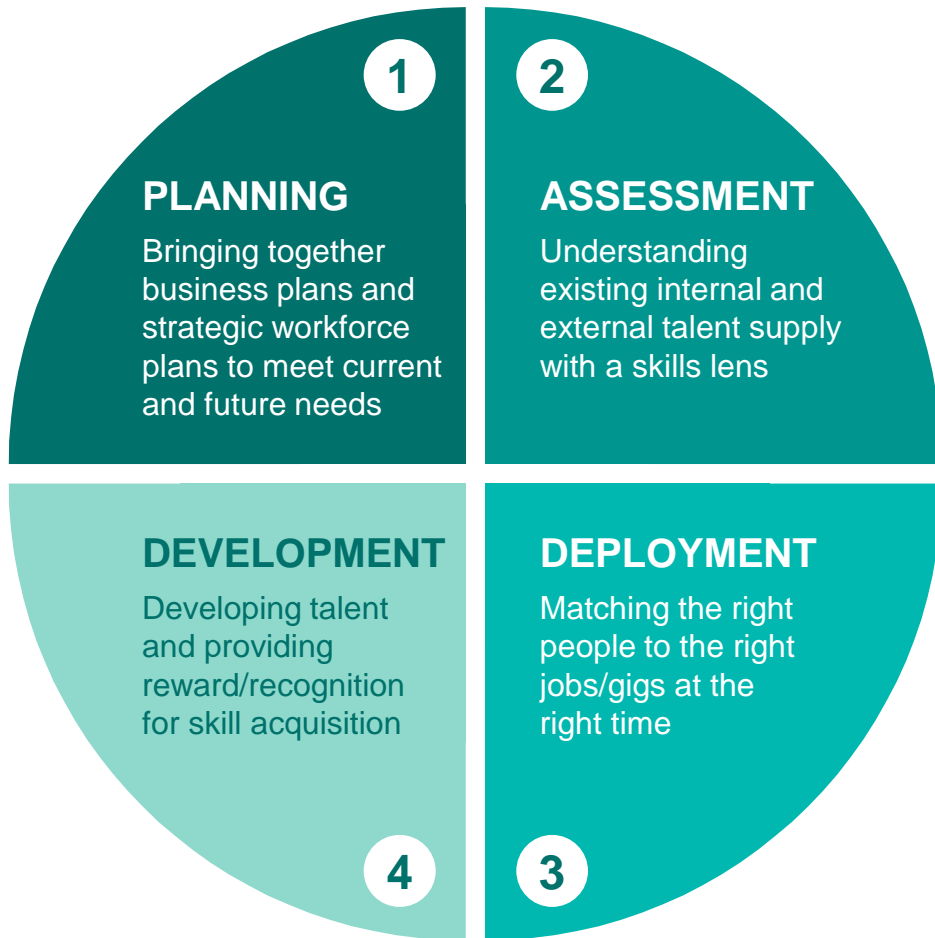 1
PLANNING
Bringing together
business plans and
strategic workforce
plans to meet current
and future needs
2
ASSESSMENT
Understanding
existing internal and
external talent supply
with a skills lens
DEPLOYMENT
Matching the right
people to the right
jobs/gigs at the
right time
3
DEVELOPMENT
Developing talent
and providing
reward/recognition
for skill acquisition
4